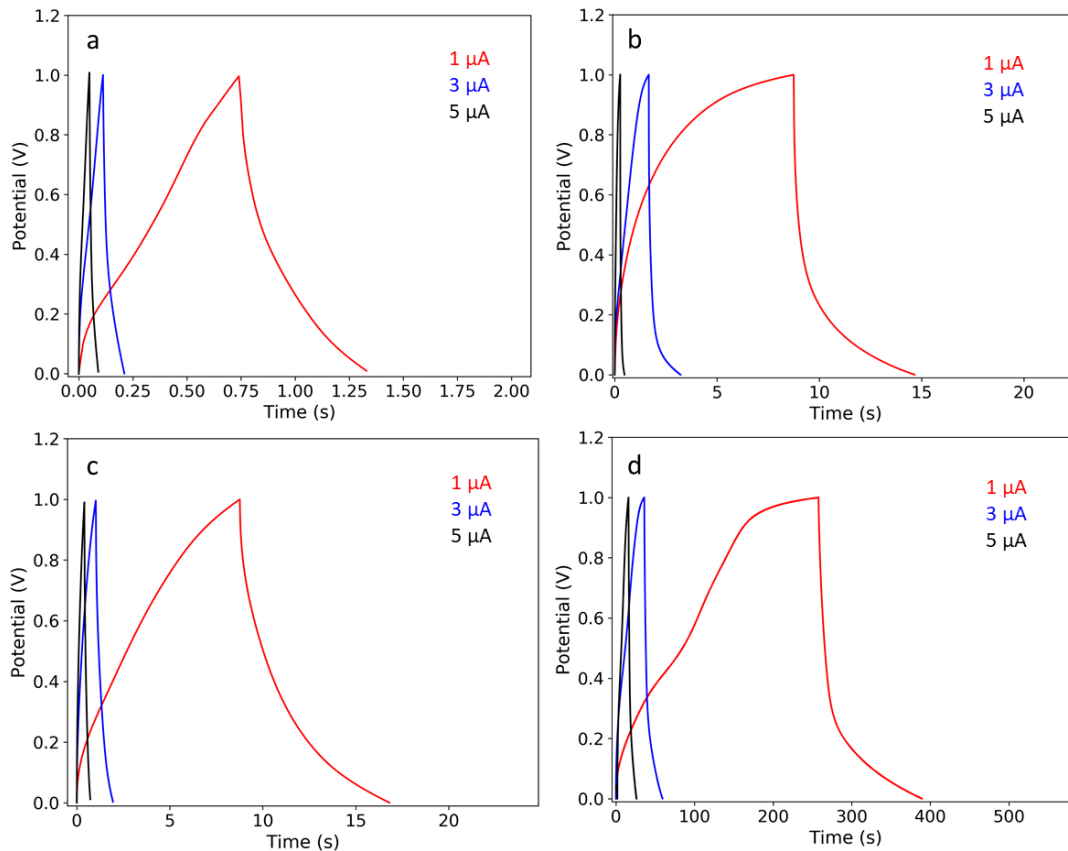 1.2
1.0
0.8
0.6
0.4
0.2
0.0
Potential (V)
a
1 μA
3 μA
5 μA
0.00 0.25 0.50 0.75 1.00 1.25 1.50 1.75 2.00
Time (s)
1.2
1.0
0.8
0.6
0.4
0.2
0.0
Potential (V)
b
1 μA
3 μA
5 μA
0 5 10 15 20
Time (s)
1.2
1.0
0.8
0.6
0.4
0.2
0.0
Potential (V)
c
1 μA
3 μA
5 μA
0 5 10 15 20
Time (s)
1.2
1.0
0.8
0.6
0.4
0.2
0.0
Potential (V)
d
1 μA
3 μA
5 μA
0 100 200 300 400 500
Time (s)